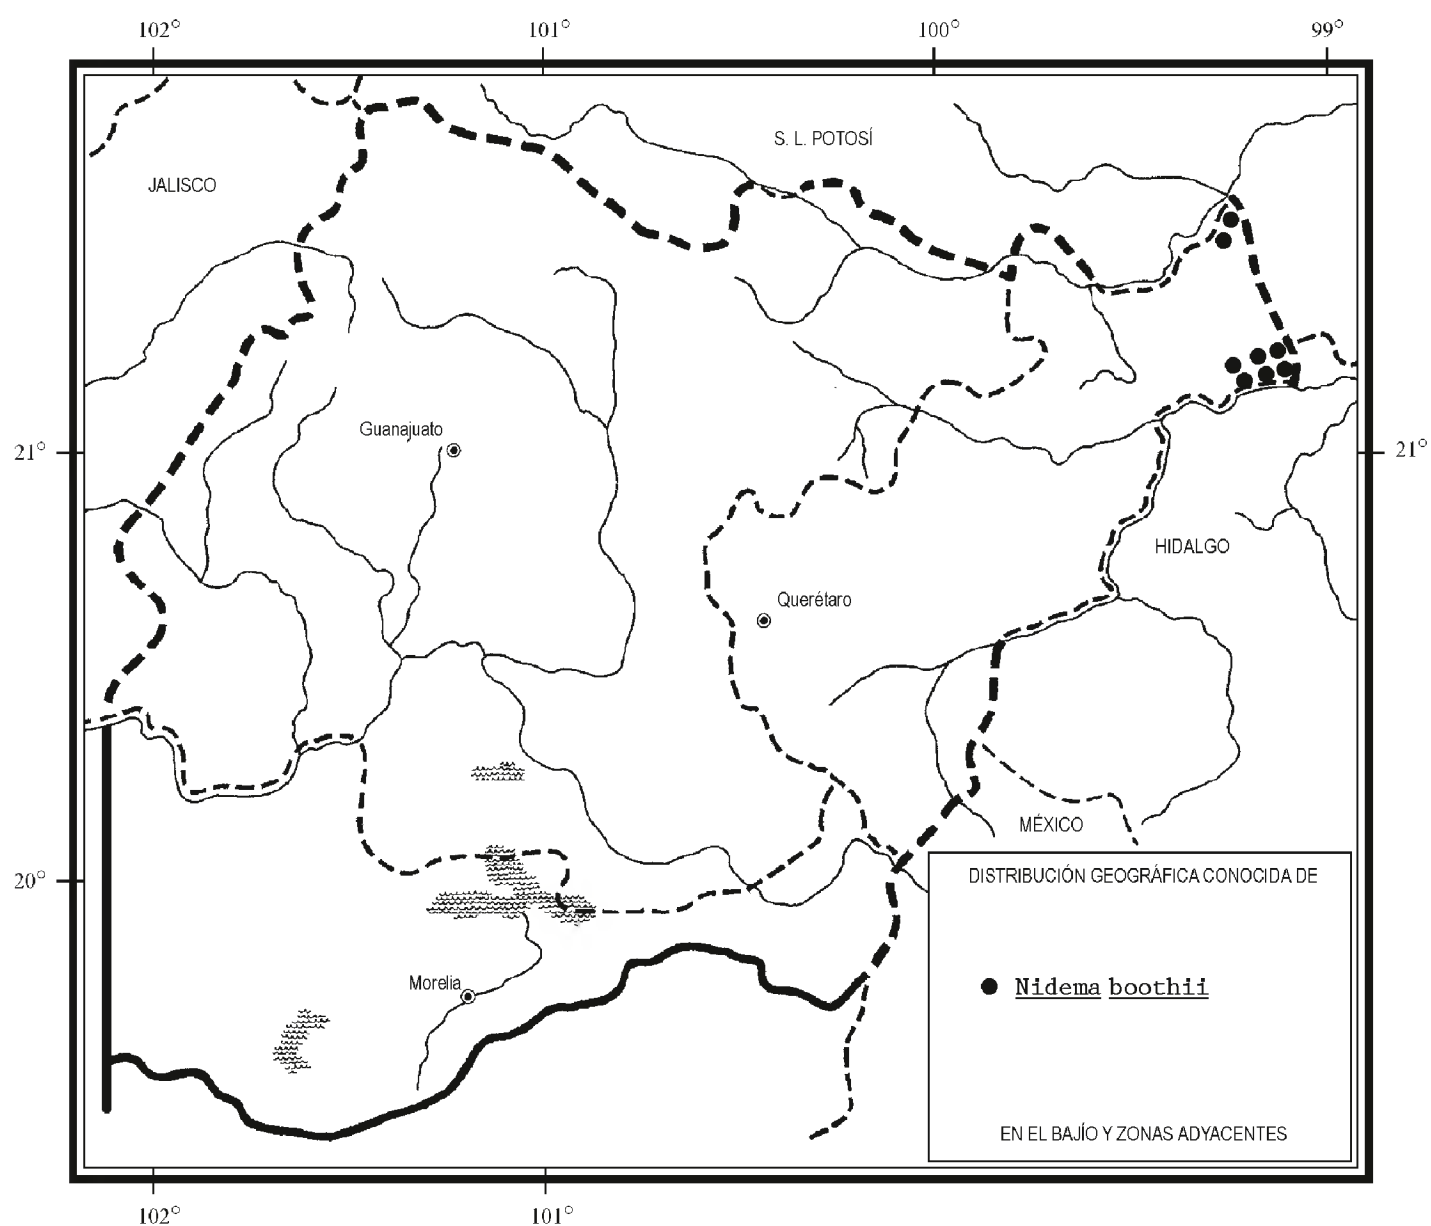 102°
101°
100°
99°
S. L. POTOSÍ
JALISCO
Guanajuato
21°
21°
HIDALGO
Querétaro
MÉXICO
20°
DISTRIBUCIÓN GEOGRÁFICA CONOCIDA DE
Nidema boothii
Morelia
EN EL BAJÍO Y ZONAS ADYACENTES
102°
101°